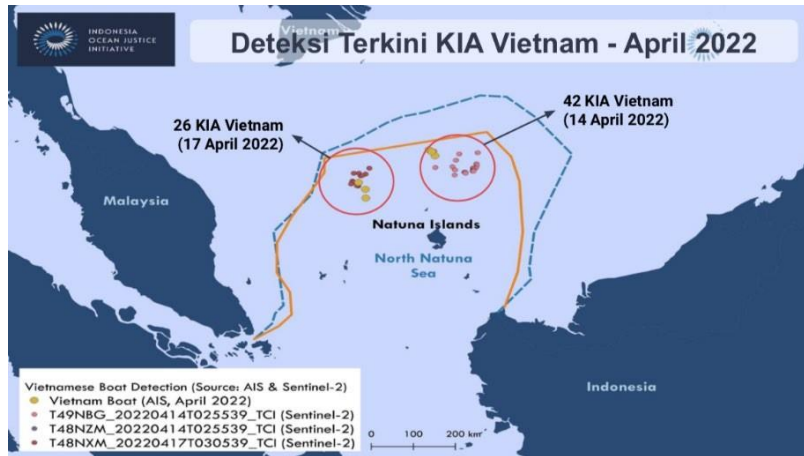 INDONESIA
OCEAN JUSTICE
INITIATIVE
Vietnam
Deteksi Terkini KIA Vietnam - April 2022
26 KIA Vietnam
(17 April 2022)
42 KIA Vietnam
(14 April 2022)
Malaysia
Natuna Islands
North Natuna
Sea
Indonesia
Vietnamese Boat Detection (Source: AIS & Sentinel-2)
Vietnam Boat (AIS, April 2022)
T49NBG_20220414T025539_TCI (Sentinel-2)
T48NZM_20220414T025539_TCI (Sentinel-2)
T48NXM_20220417T030539_TCI (Sentinel-2)
0 100 200 km